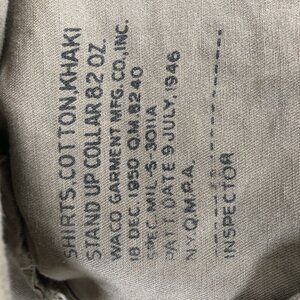 SHIRTS, COTTON, KHAKI
STAND UP COLLAR 8.2 OZ.
WACO GARMENT MFG. CO., INC.
18 DEC. 1950 Q.M. 8240
SPEC. MIL-S-3011A
PATT. DATE 9 JULY, 1946
N.Y. Q.M.P.A.
INSPECTOR